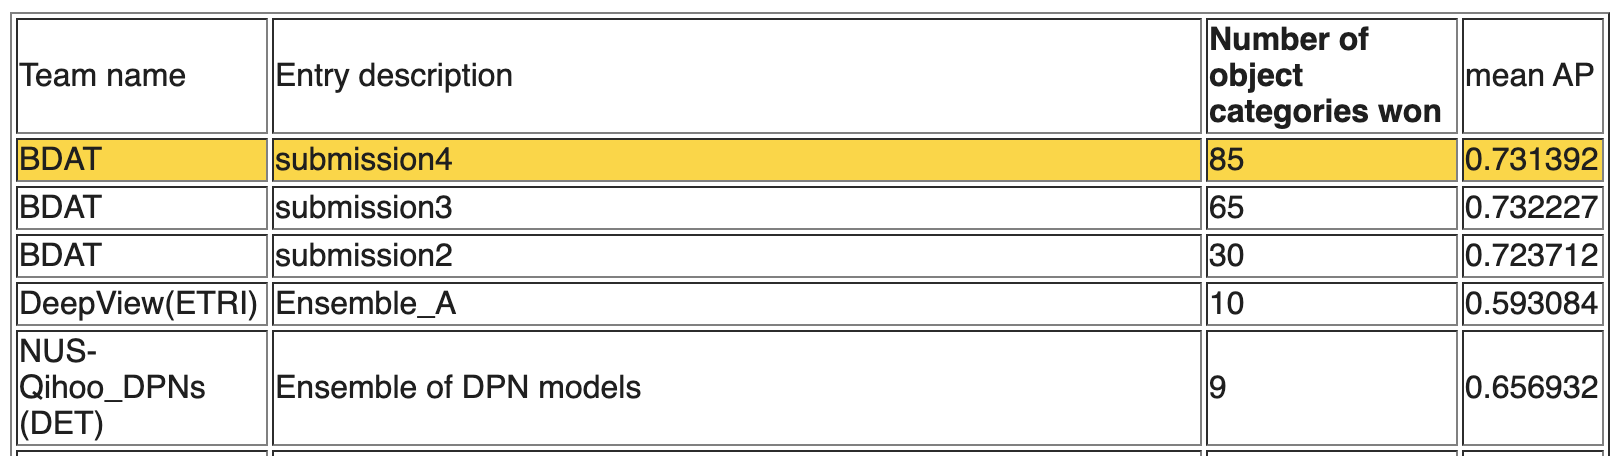 Team name
Entry description
Number of
object
categories won
mean AP
BDAT
submission4
85
0.731392
BDAT
submission3
65
0.732227
BDAT
submission2
30
0.723712
DeepView(ETRI)
Ensemble_A
10
0.593084
NUS-
Qihoo_DPNs
(DET)
Ensemble of DPN models
9
0.656932